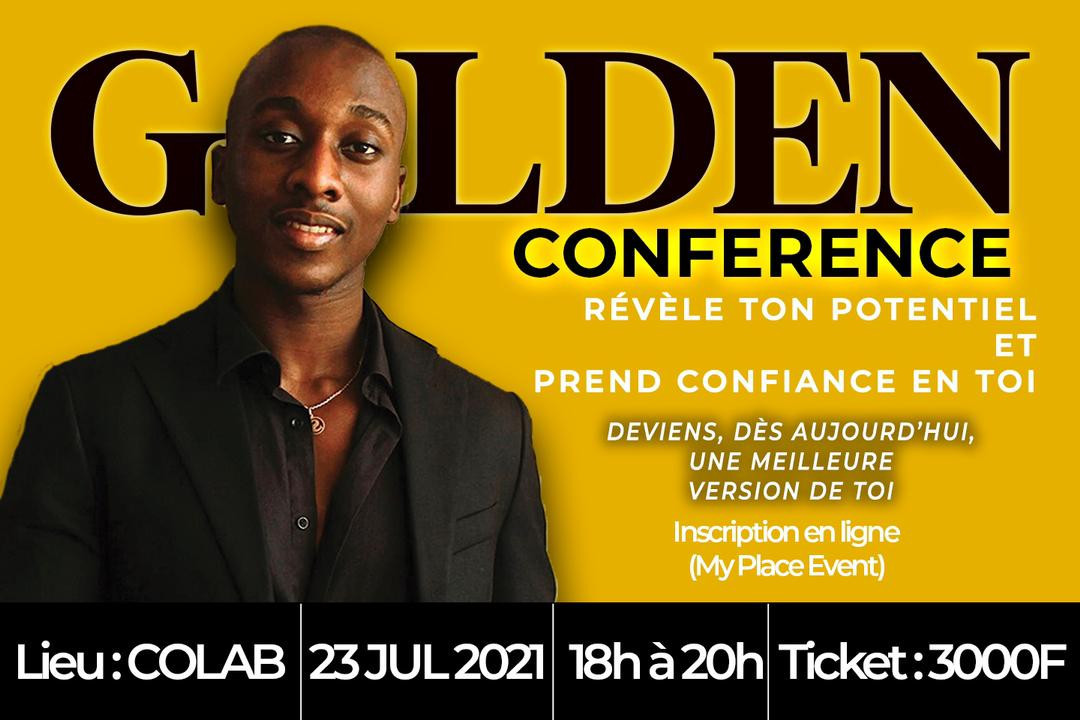 GOLDEN
CONFERENCE
RÉVÈLE TON POTENTIEL
ET
PREND CONFIANCE EN TOI
DEVIENS, DÈS AUJOURD'HUI,
UNE MEILLEURE
VERSION DE TOI
Inscription en ligne
(My Place Event)
Lieu : COLAB
23 JUL 2021
18h à 20h
Ticket : 3000F